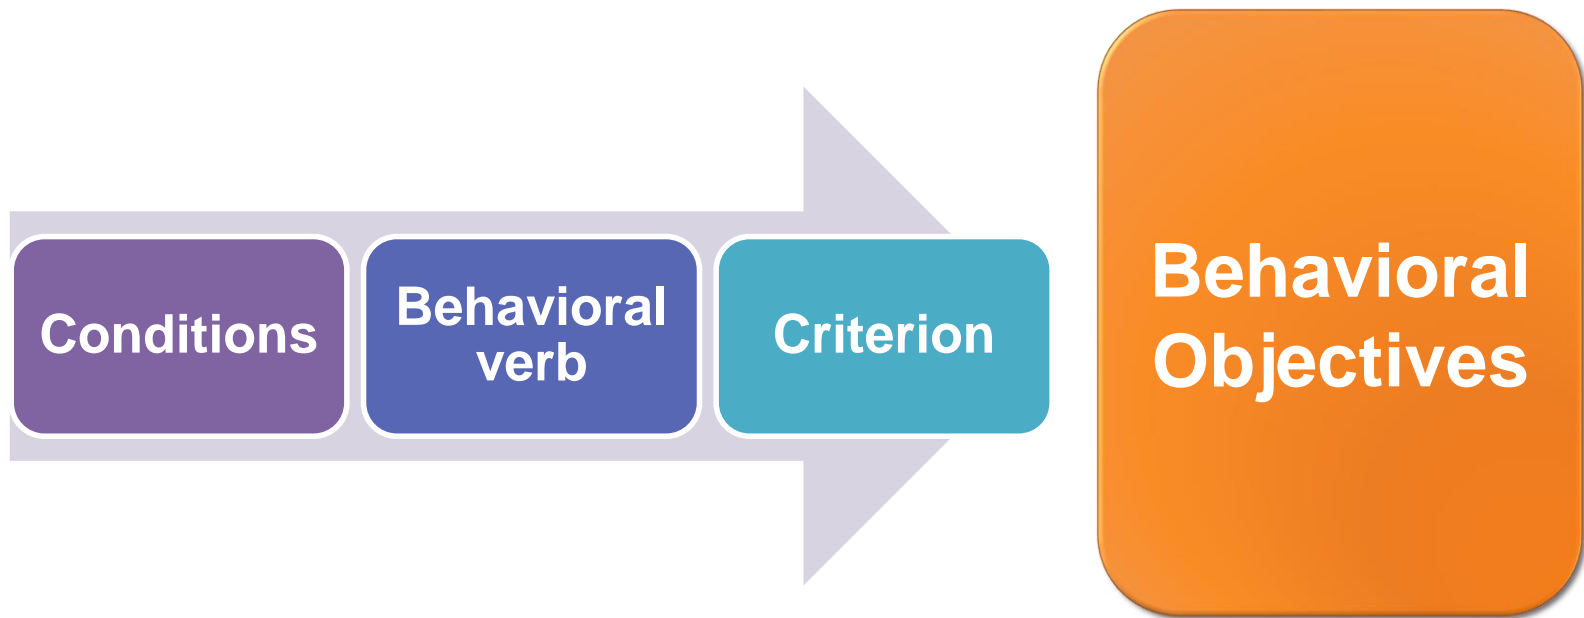 Conditions
Behavioral
verb
Criterion
Behavioral
Objectives